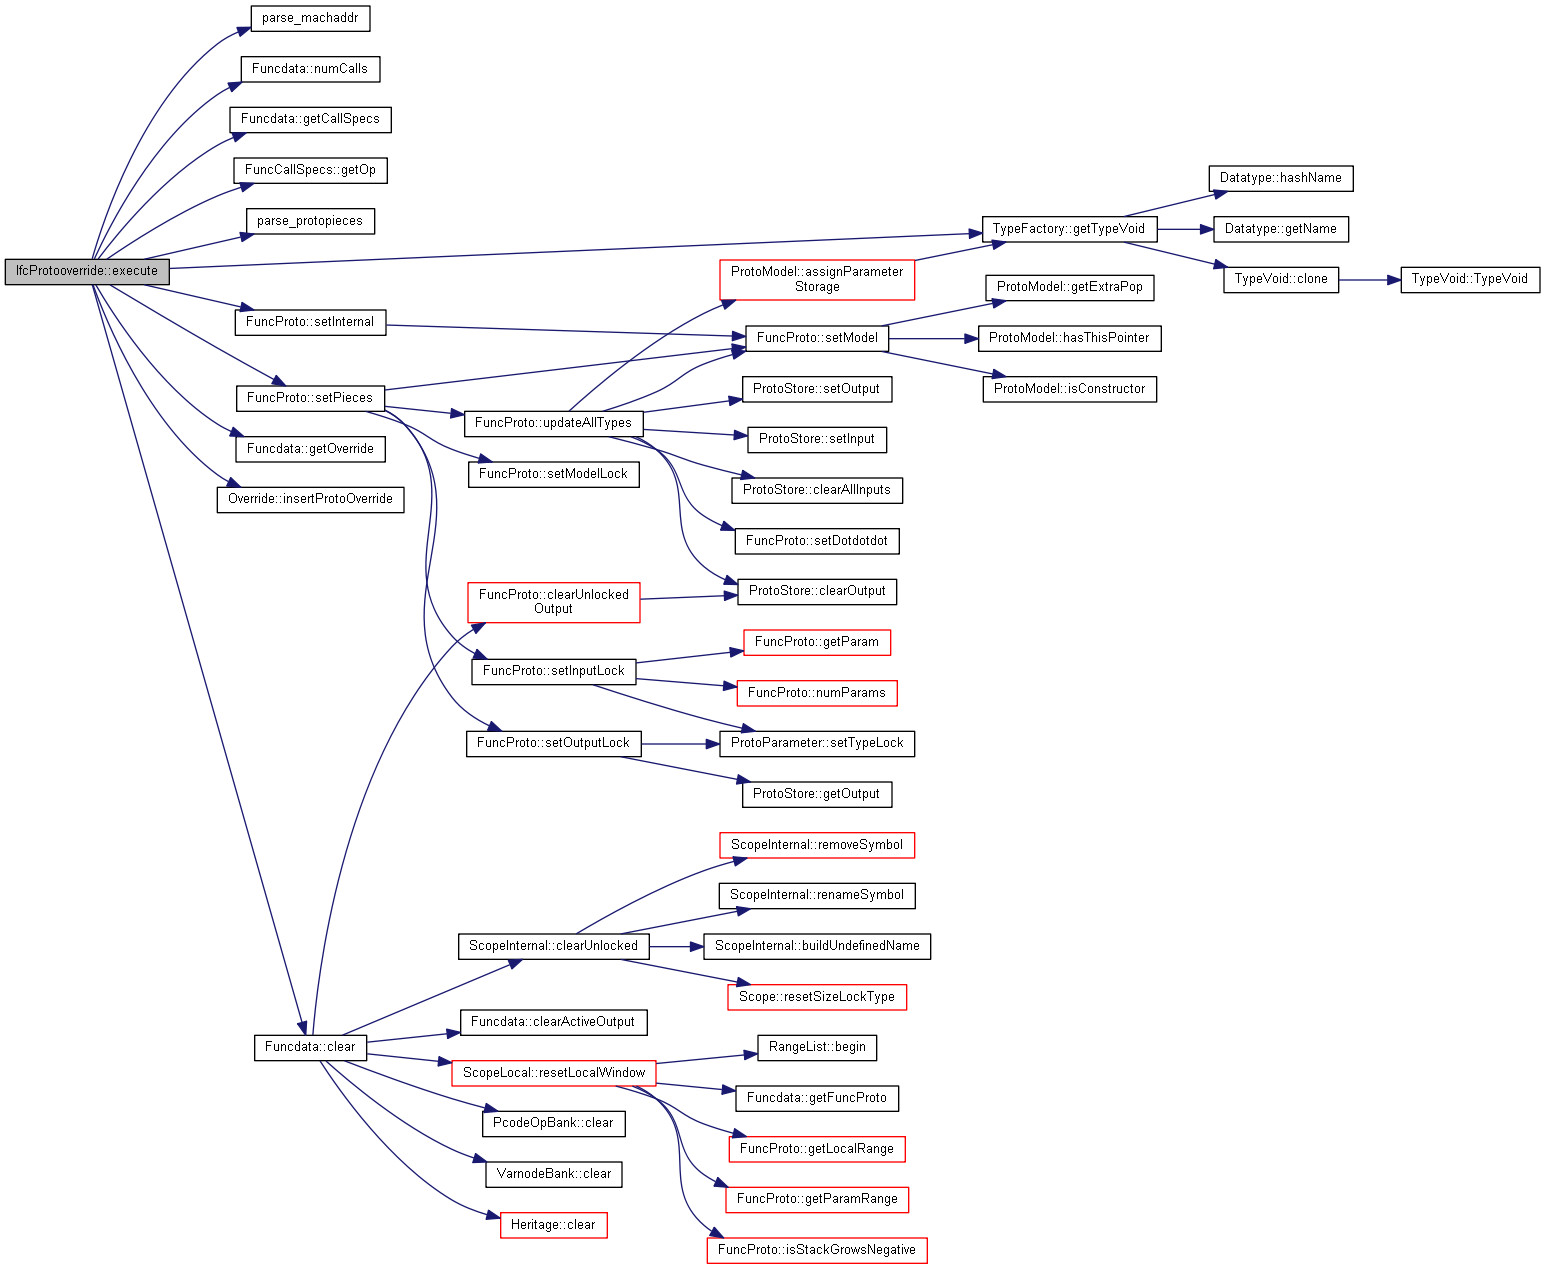 parse_machaddr
Funcdata::numCalls
Funcdata::getCallSpecs
FuncCallSpecs::getOp
parse_protopieces
IfcProtooverride::execute
FuncProto::setInternal
FuncProto::setPieces
Funcdata::getOverride
Override::insertProtoOverride
Funcdata::clear
FuncProto::updateAllTypes
FuncProto::setModelLock
FuncProto::clearUnlocked
Output
FuncProto::setInputLock
FuncProto::setOutputLock
ScopeInternal::clearUnlocked
Funcdata::clearActiveOutput
ScopeLocal::resetLocalWindow
PcodeOpBank::clear
VarnodeBank::clear
Heritage::clear
ProtoModel::assignParameter
Storage
FuncProto::setModel
ProtoStore::setOutput
ProtoStore::setInput
ProtoStore::clearAllInputs
FuncProto::setDotdotdot
ProtoStore::clearOutput
FuncProto::getParam
FuncProto::numParams
ProtoParameter::setTypeLock
ProtoStore::getOutput
ScopeInternal::removeSymbol
ScopeInternal::renameSymbol
ScopeInternal::buildUndefinedName
Scope::resetSizeLockType
RangeList::begin
Funcdata::getFuncProto
FuncProto::getLocalRange
FuncProto::getParamRange
FuncProto::isStackGrowsNegative
TypeFactory::getTypeVoid
ProtoModel::getExtraPop
ProtoModel::hasThisPointer
ProtoModel::isConstructor
Datatype::hashName
Datatype::getName
TypeVoid::clone
TypeVoid::TypeVoid